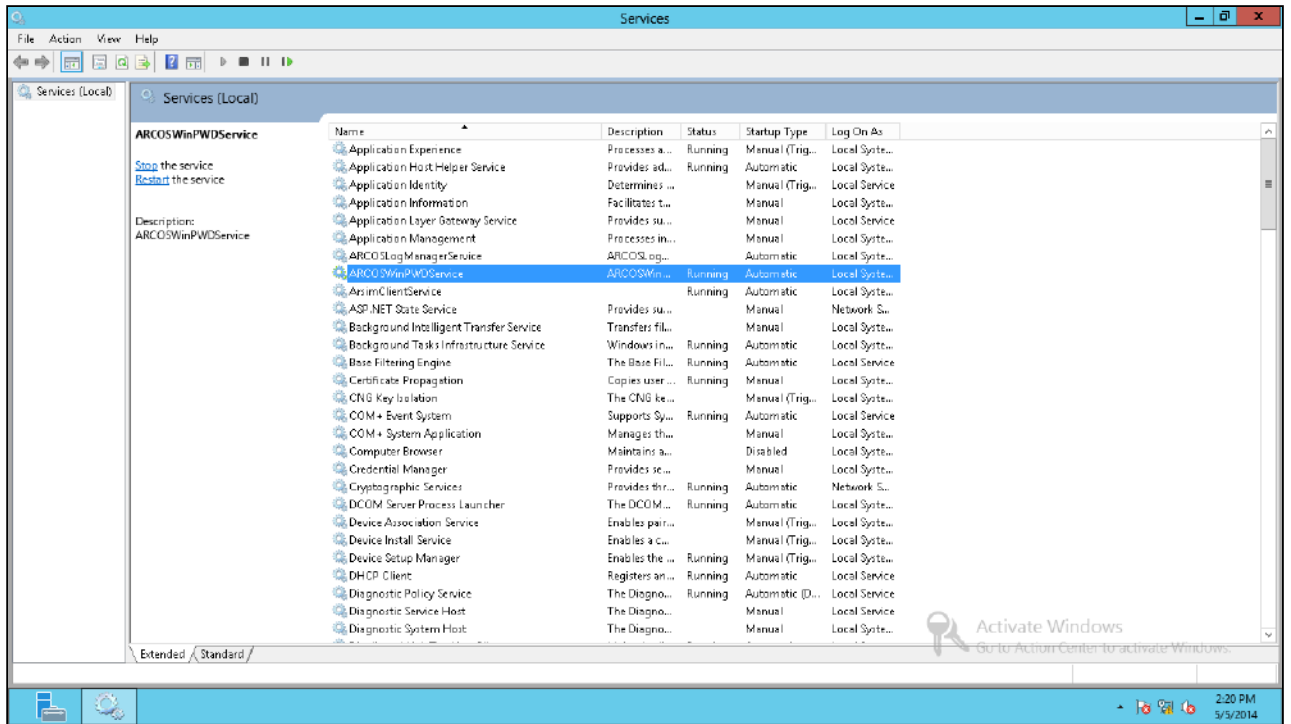 Services
File Action View Help
Services (Local)
Services (Local)
ARCOSWinPWDService
Stop the service
Restart the service
Description:
ARCOSWinPWDService
Name Description Status Startup Type Log On As
Application Experience Processes a... Running Manual (Trig... Local Syste...
Application Host Helper Service Provides ad... Running Automatic Local Syste...
Application Identity Determines ... Manual (Trig... Local Service
Application Information Facilitates t... Manual Local Syste...
Application Layer Gateway Service Provides su... Manual Local Service
Application Management Processes in... Manual Local Syste...
ARCOSLogManagerService ARCOSLog... Automatic Local Syste...
ARCOSWinPWDService ARCOSWin... Running Automatic Local Syste...
ArsimClientService Running Automatic Local Syste...
ASP.NET State Service Provides su... Manual Network S...
Background Intelligent Transfer Service Transfers fil... Manual Local Syste...
Background Tasks Infrastructure Service Windows in... Running Automatic Local Syste...
Base Filtering Engine The Base Fil... Running Automatic Local Service
Certificate Propagation Copies user ... Running Manual Local Syste...
CNG Key Isolation The CNG ke... Manual (Trig... Local Syste...
COM+ Event System Supports Sy... Running Automatic Local Service
COM+ System Application Manages th... Manual Local Syste...
Computer Browser Maintains a... Disabled Local Syste...
Credential Manager Provides se... Manual Local Syste...
Cryptographic Services Provides thr... Running Automatic Network S...
DCOM Server Process Launcher The DCOM... Running Automatic Local Syste...
Device Association Service Enables pair... Manual (Trig... Local Syste...
Device Install Service Enables a c... Manual (Trig... Local Syste...
Device Setup Manager Enables the ... Running Manual (Trig... Local Syste...
DHCP Client Registers an... Running Automatic Local Service
Diagnostic Policy Service The Diagno... Running Automatic (D... Local Service
Diagnostic Service Host The Diagno... Manual Local Service
Diagnostic System Host The Diagno... Manual Local Syste...
Activate Windows
Go to Action Center to activate Windows.
Extended Standard
2:20 PM
5/5/2014